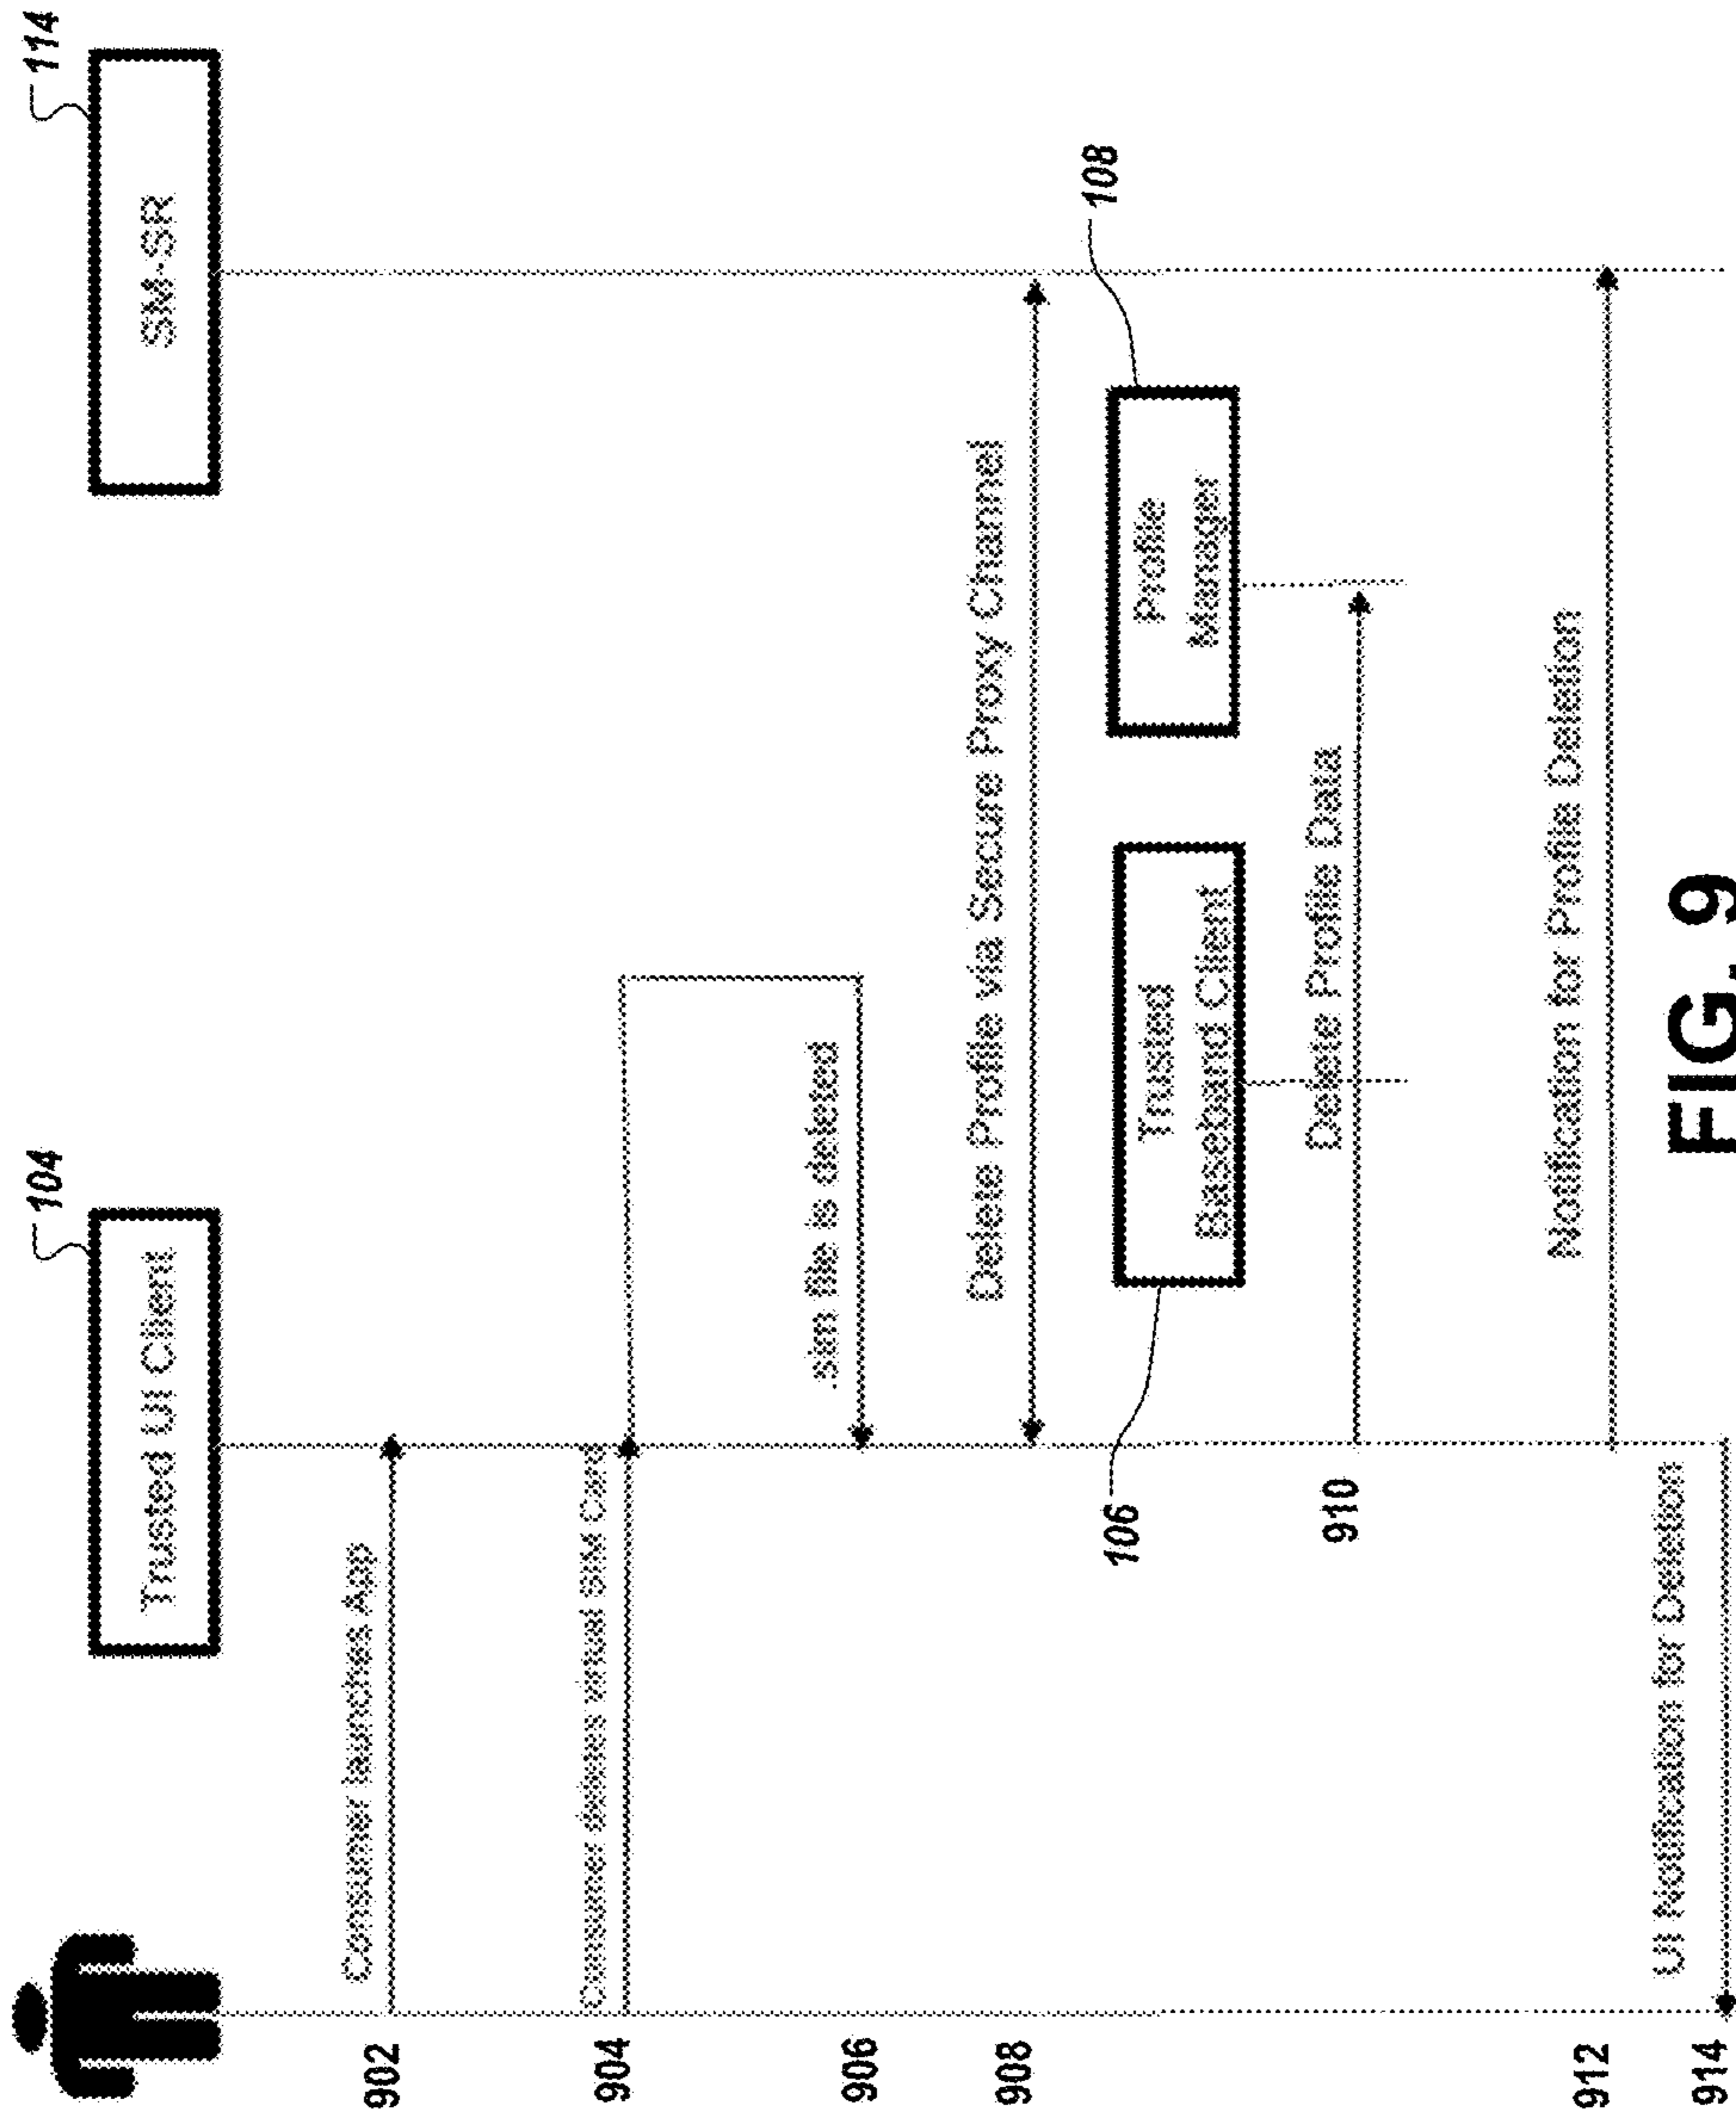 104
114
Trusted UI Client
SM-SR
902
Consumer launches App
904
Consumer deletes virtual SIM Card
906
.sim file is deleted
908
Delete Profile via Secure Proxy Channel
108
Trusted
Baseband Client
Profile
Manager
106
910
Delete Profile Data
912
Notification for Profile Deletion
914
UI Notification for Deletion
FIG. 9